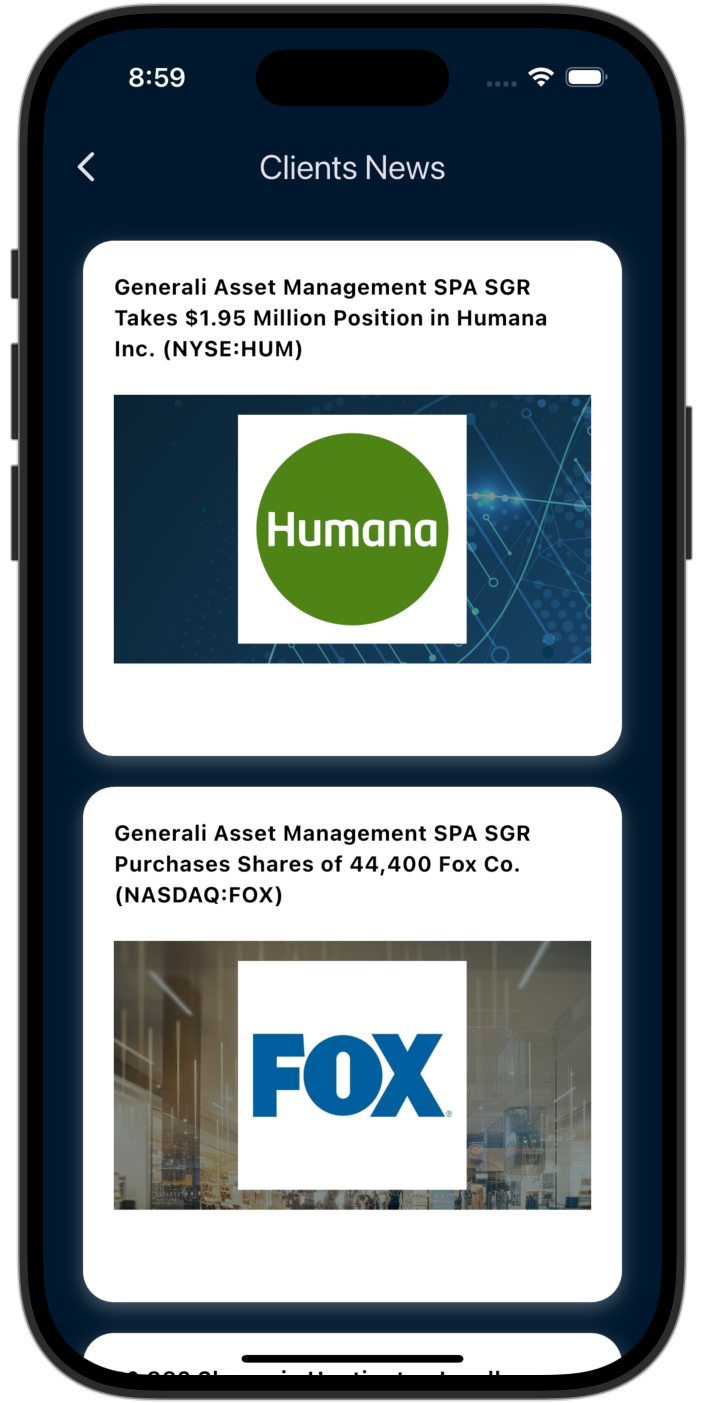 8:59
Clients News
Generali Asset Management SPA SGR
Takes $1.95 Million Position in Humana
Inc. (NYSE:HUM)
Humana
Generali Asset Management SPA SGR
Purchases Shares of 44,400 Fox Co.
(NASDAQ:FOX)
FOX®